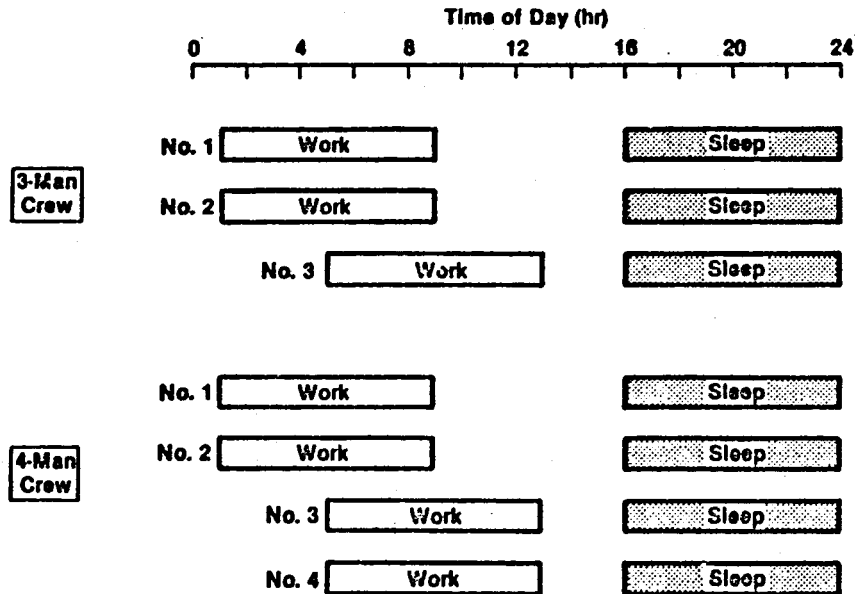 Time of Day (hr)
0 4 8 12 16 20 24
No. 1 Work Sleep
3-Man
Crew
No. 2 Work Sleep
No. 3 Work Sleep
No. 1 Work Sleep
4-Man
Crew
No. 2 Work Sleep
No. 3 Work Sleep
No. 4 Work Sleep